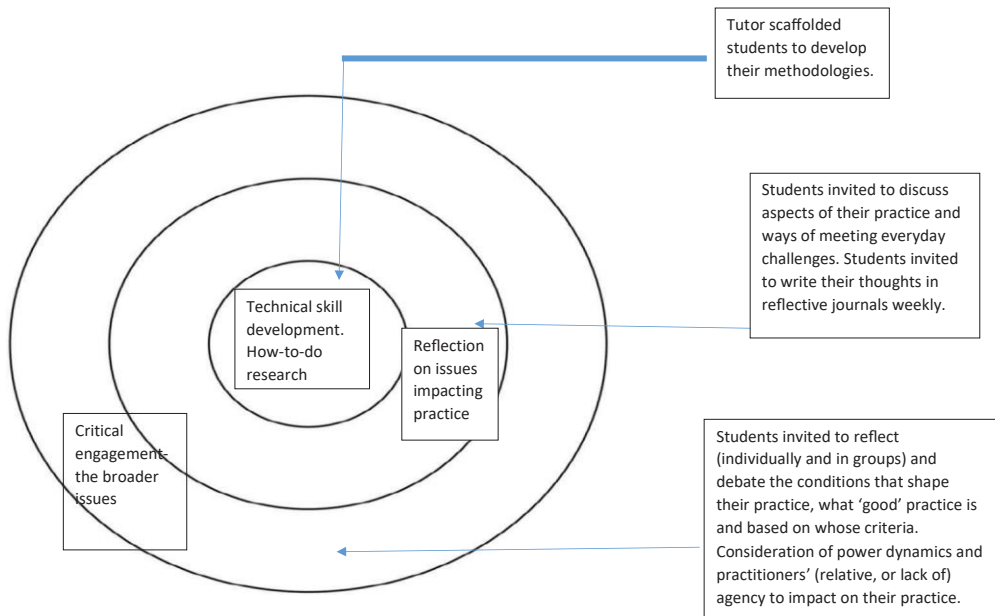 Tutor scaffolded
students to develop
their methodologies.
Students invited to discuss
aspects of their practice and
ways of meeting everyday
challenges. Students invited
to write their thoughts in
reflective journals weekly.
Technical skill
development.
How-to-do
research
Reflection
on issues
impacting
practice
Critical
engagement-
the broader
issues
Students invited to reflect
(individually and in groups) and
debate the conditions that shape
their practice, what ‘good’ practice is
and based on whose criteria.
Consideration of power dynamics and
practitioners’ (relative, or lack of)
agency to impact on their practice.